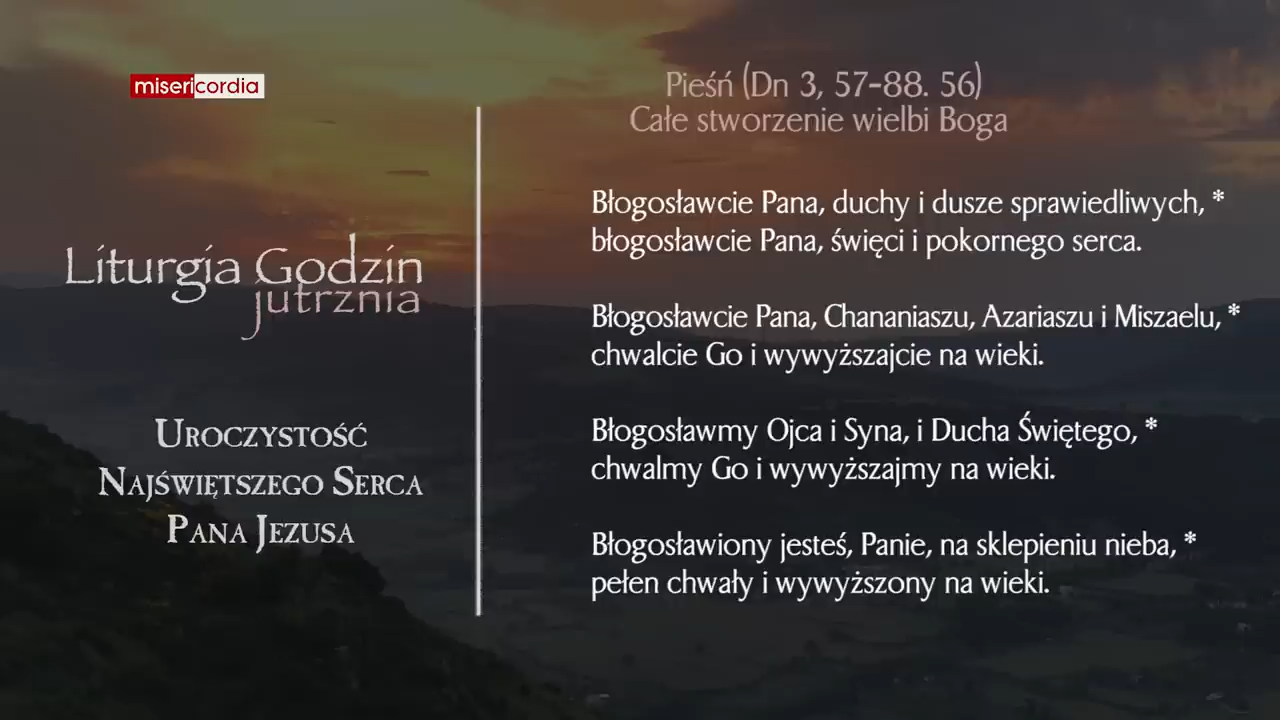 misericordia
Liturgia Godzin
jutrznia
Uroczystość
Najświętszego Serca
Pana Jezusa
Pieśń (Dn 3, 57-88. 56)
Całe stworzenie wielbi Boga
Błogosławcie Pana, duchy i dusze sprawiedliwych, *
błogosławcie Pana, święci i pokornego serca.
Błogosławcie Pana, Chananiaszu, Azariaszu i Miszaelu, *
chwalcie Go i wywyższajcie na wieki.
Błogosławmy Ojca i Syna, i Ducha Świętego, *
chwalmy Go i wywyższajmy na wieki.
Błogosławiony jesteś, Panie, na sklepieniu nieba, *
pełen chwały i wywyższony na wieki.